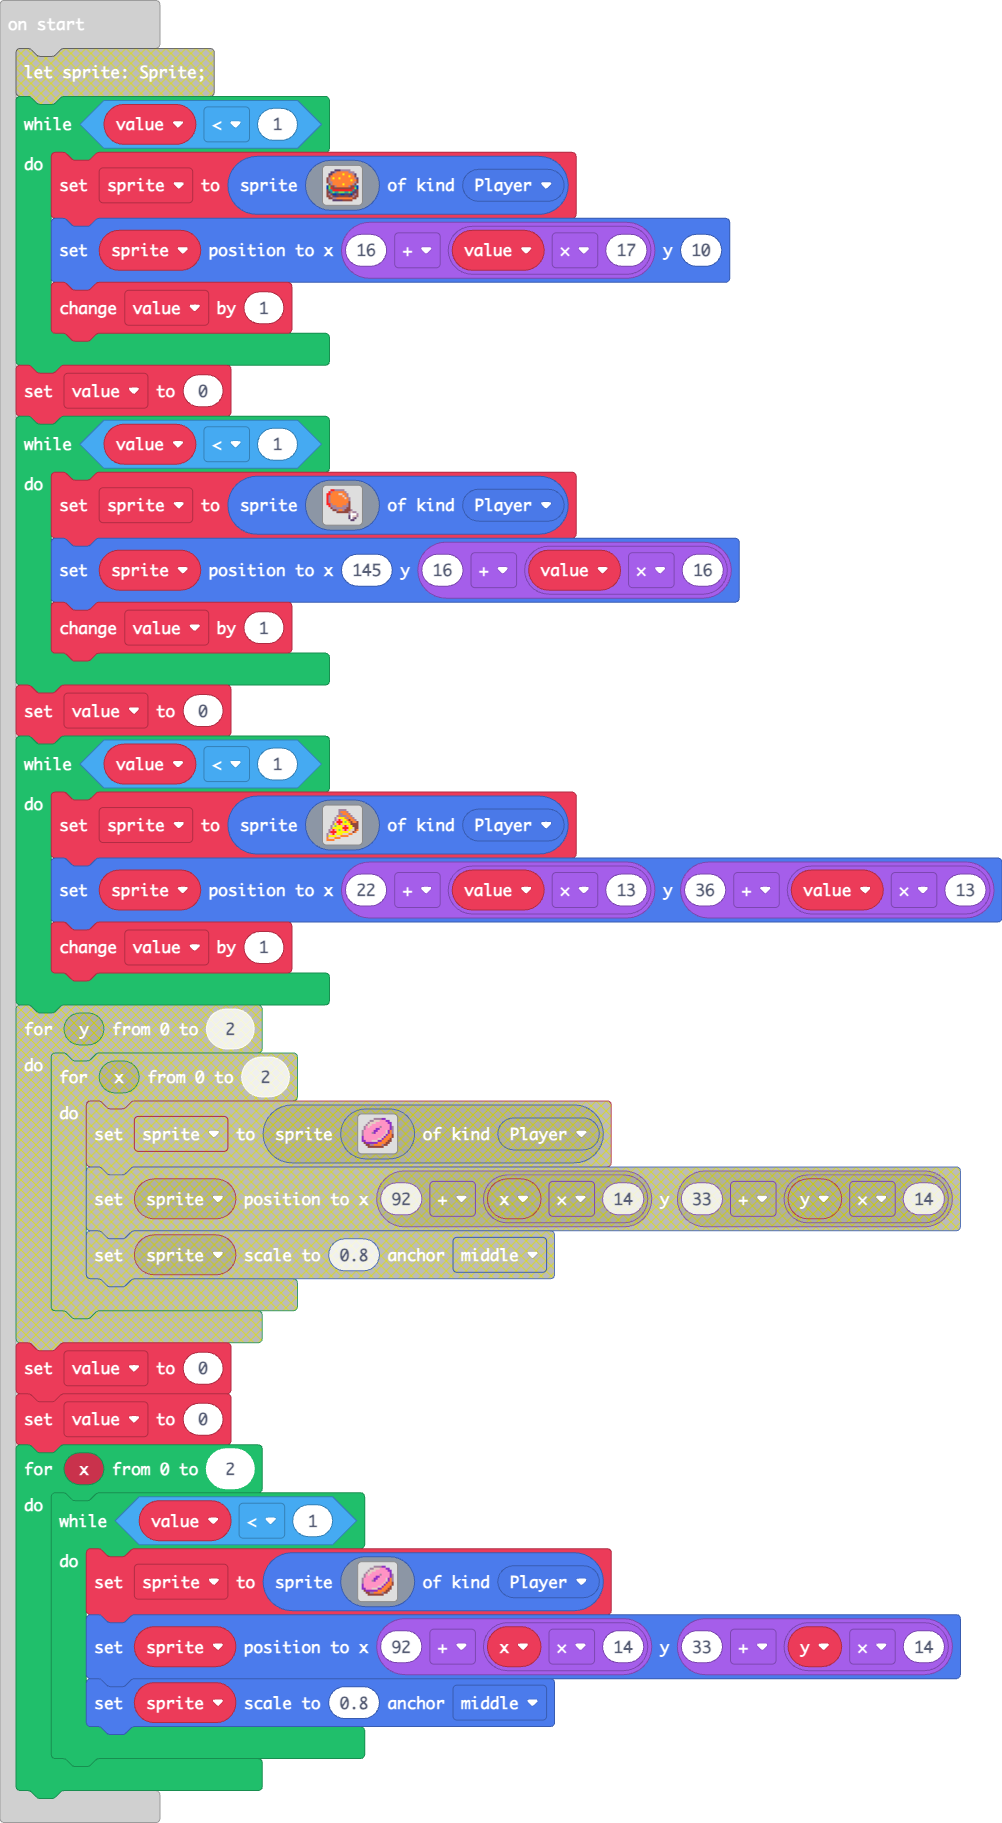 on start
let sprite: Sprite;
while value < 1
do
set sprite to sprite of kind Player
set sprite position to x 16 + value × 17 y 10
change value by 1
set value to 0
while value < 1
do
set sprite to sprite of kind Player
set sprite position to x 145 y 16 + value × 16
change value by 1
set value to 0
while value < 1
do
set sprite to sprite of kind Player
set sprite position to x 22 + value × 13 y 36 + value × 13
change value by 1
for y from 0 to 2
do
for x from 0 to 2
do
set sprite to sprite of kind Player
set sprite position to x 92 + x × 14 y 33 + y × 14
set sprite scale to 0.8 anchor middle
set value to 0
set value to 0
for x from 0 to 2
do
while value < 1
do
set sprite to sprite of kind Player
set sprite position to x 92 + x × 14 y 33 + y × 14
set sprite scale to 0.8 anchor middle